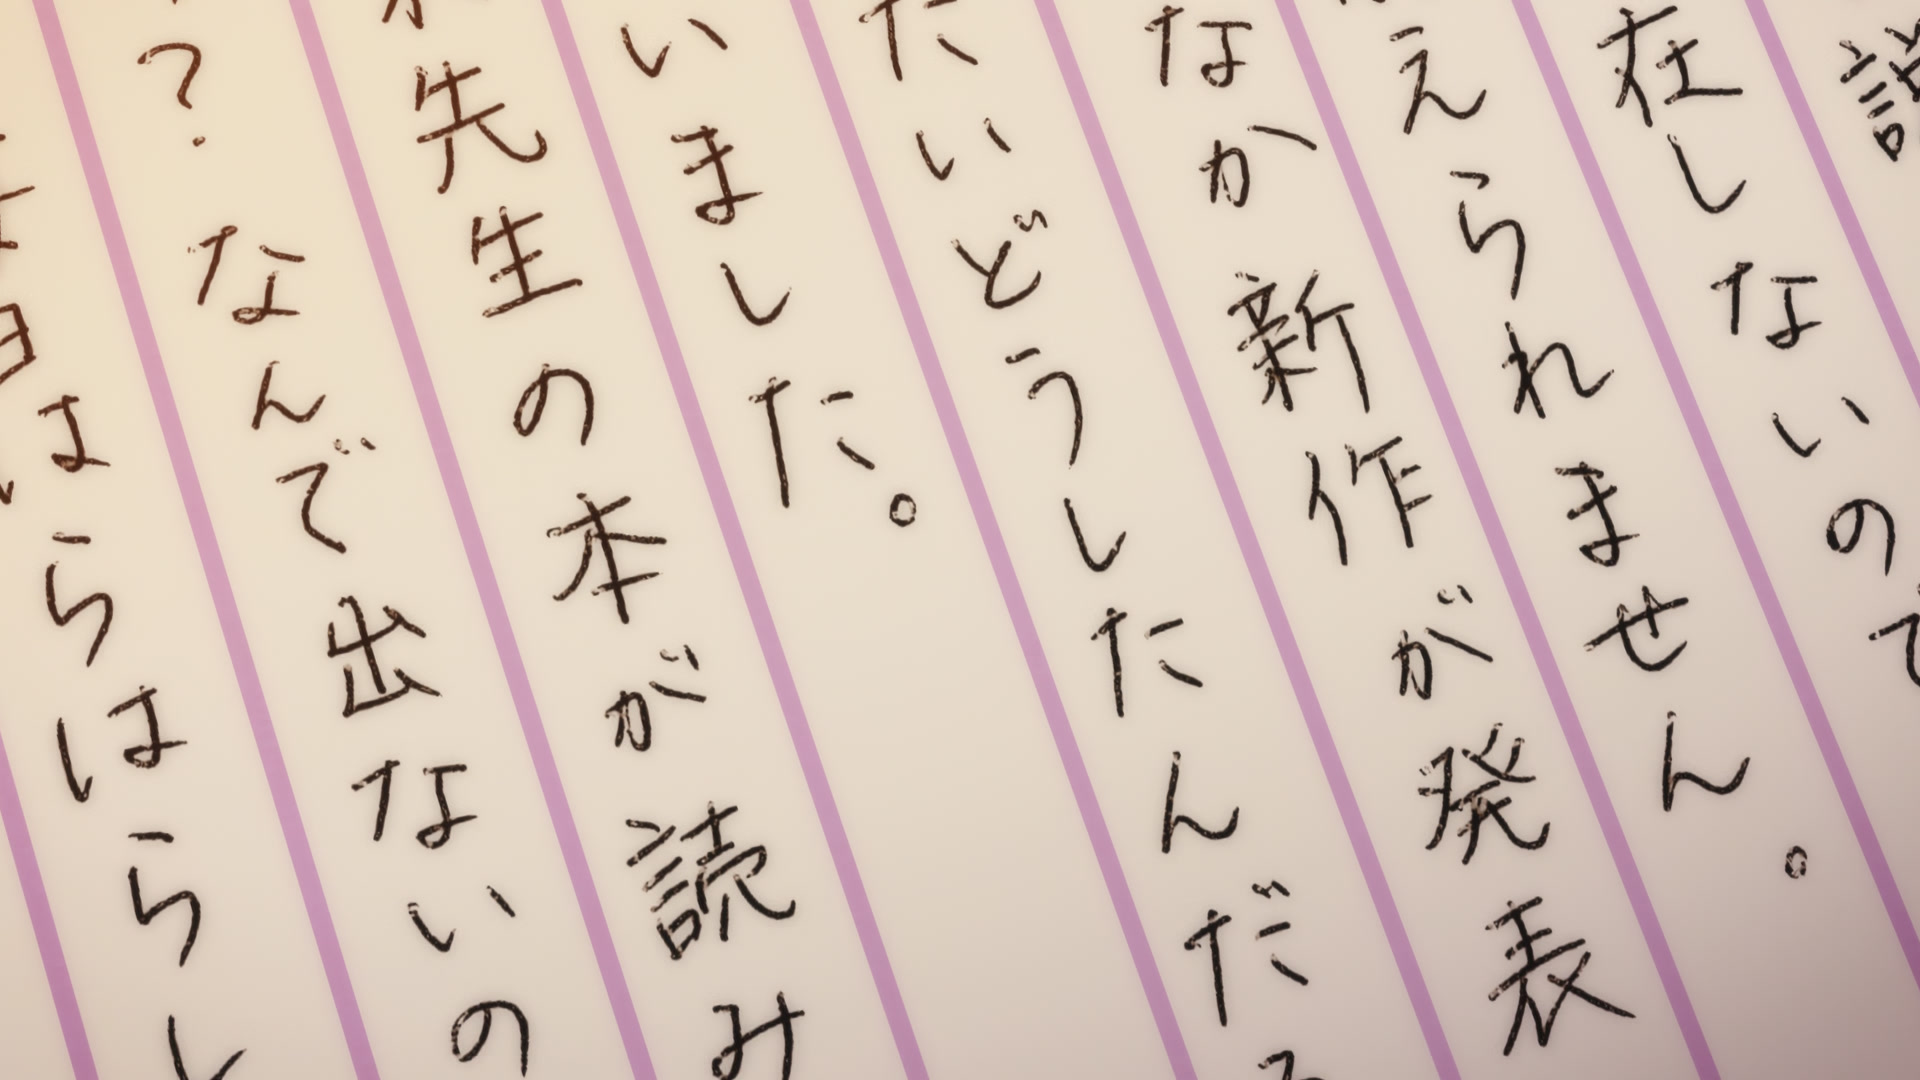 説
在しないので
えられません。
なか新作が発表
たいどうしたんだろ
いました。
先生の本が読み
？なんで出ないの
はらはらし